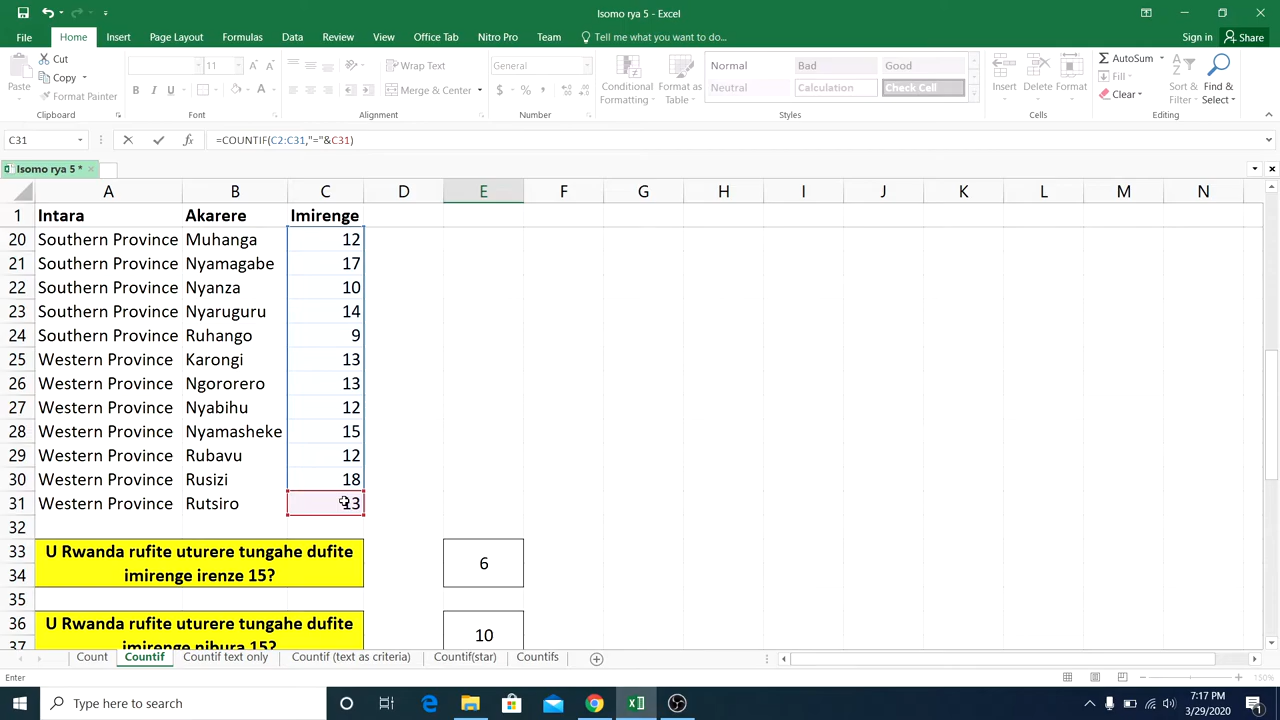 Isomo rya 5 - Excel
File Home Insert Page Layout Formulas Data Review View Office Tab Nitro Pro Team Tell me what you want to do... Sign in Share
Paste Cut Copy Format Painter
Clipboard
11 A A
B I U A
Font
Wrap Text
Merge & Center
Alignment
General
$ % ,
Number
Conditional Formatting Format as Table
Normal Bad Good
Neutral Calculation Check Cell
Styles
Insert Delete Format
Cells
AutoSum Fill Clear
Sort & Filter Find & Select
Editing
C31 fx =COUNTIF(C2:C31,"="&C31)
Isomo rya 5 *
A B C D E F G H I J K L M N
1 Intara Akarere Imirenge
20 Southern Province Muhanga 12
21 Southern Province Nyamagabe 17
22 Southern Province Nyanza 10
23 Southern Province Nyaruguru 14
24 Southern Province Ruhango 9
25 Western Province Karongi 13
26 Western Province Ngororero 13
27 Western Province Nyabihu 12
28 Western Province Nyamasheke 15
29 Western Province Rubavu 12
30 Western Province Rusizi 18
31 Western Province Rutsiro 13
32
33 U Rwanda rufite uturere tungahe dufite
34 imirenge irenze 15? 6
35
36 U Rwanda rufite uturere tungahe dufite
37 imirenge nibura 15? 10
Count Countif Countif text only Countif (text as criteria) Countif(star) Countifs
Enter 150%
Type here to search
7:17 PM
3/29/2020